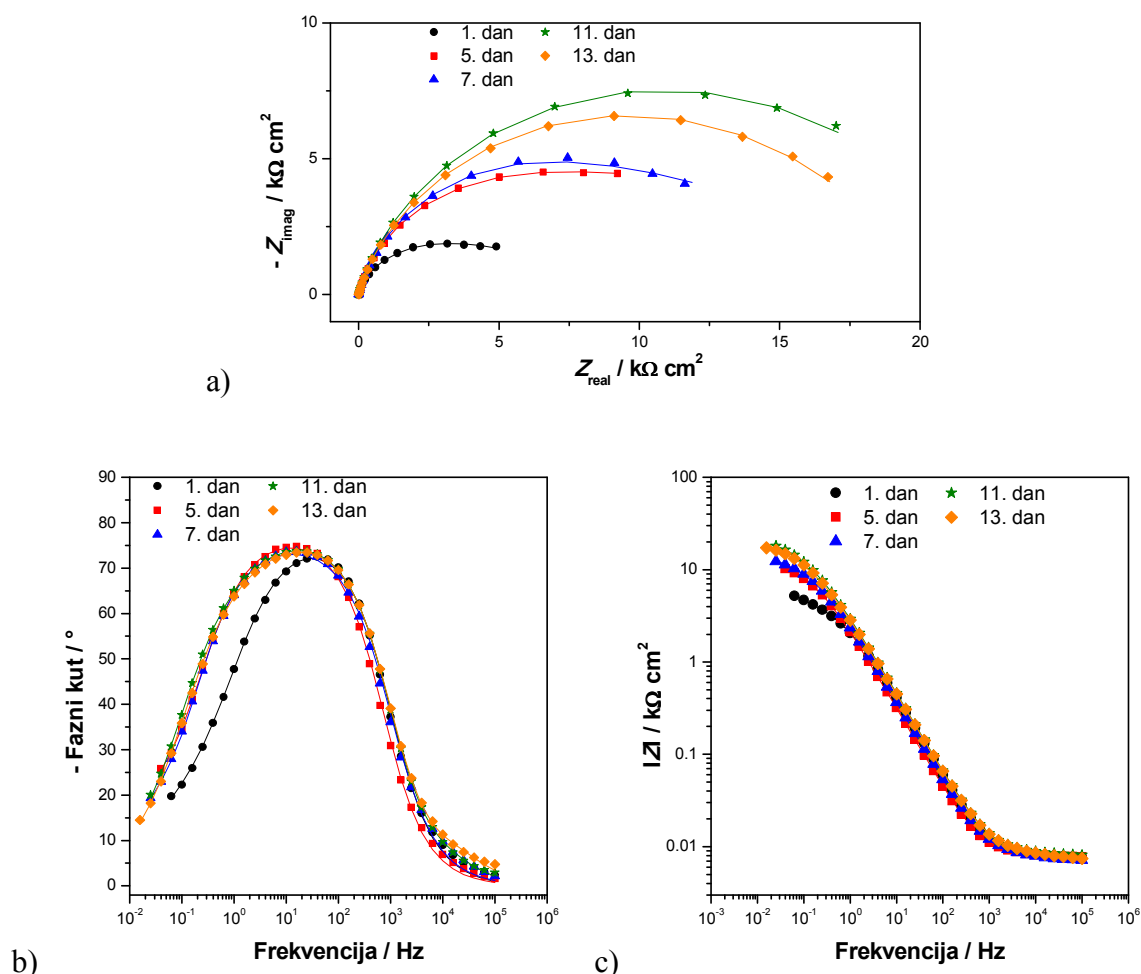 10
5
0
- Z_imag / kΩ cm²
1. dan
5. dan
7. dan
11. dan
13. dan
0 5 10 15 20
Z_real / kΩ cm²
a)
90
80
70
60
50
40
30
20
10
0
- Fazni kut / °
1. dan
5. dan
7. dan
11. dan
13. dan
10⁻² 10⁻¹ 10⁰ 10¹ 10² 10³ 10⁴ 10⁵ 10⁶
Frekvencija / Hz
b)
100
10
1
0.1
0.01
|Z| / kΩ cm²
1. dan
5. dan
7. dan
11. dan
13. dan
10⁻³ 10⁻² 10⁻¹ 10⁰ 10¹ 10² 10³ 10⁴ 10⁵ 10⁶
Frekvencija / Hz
c)